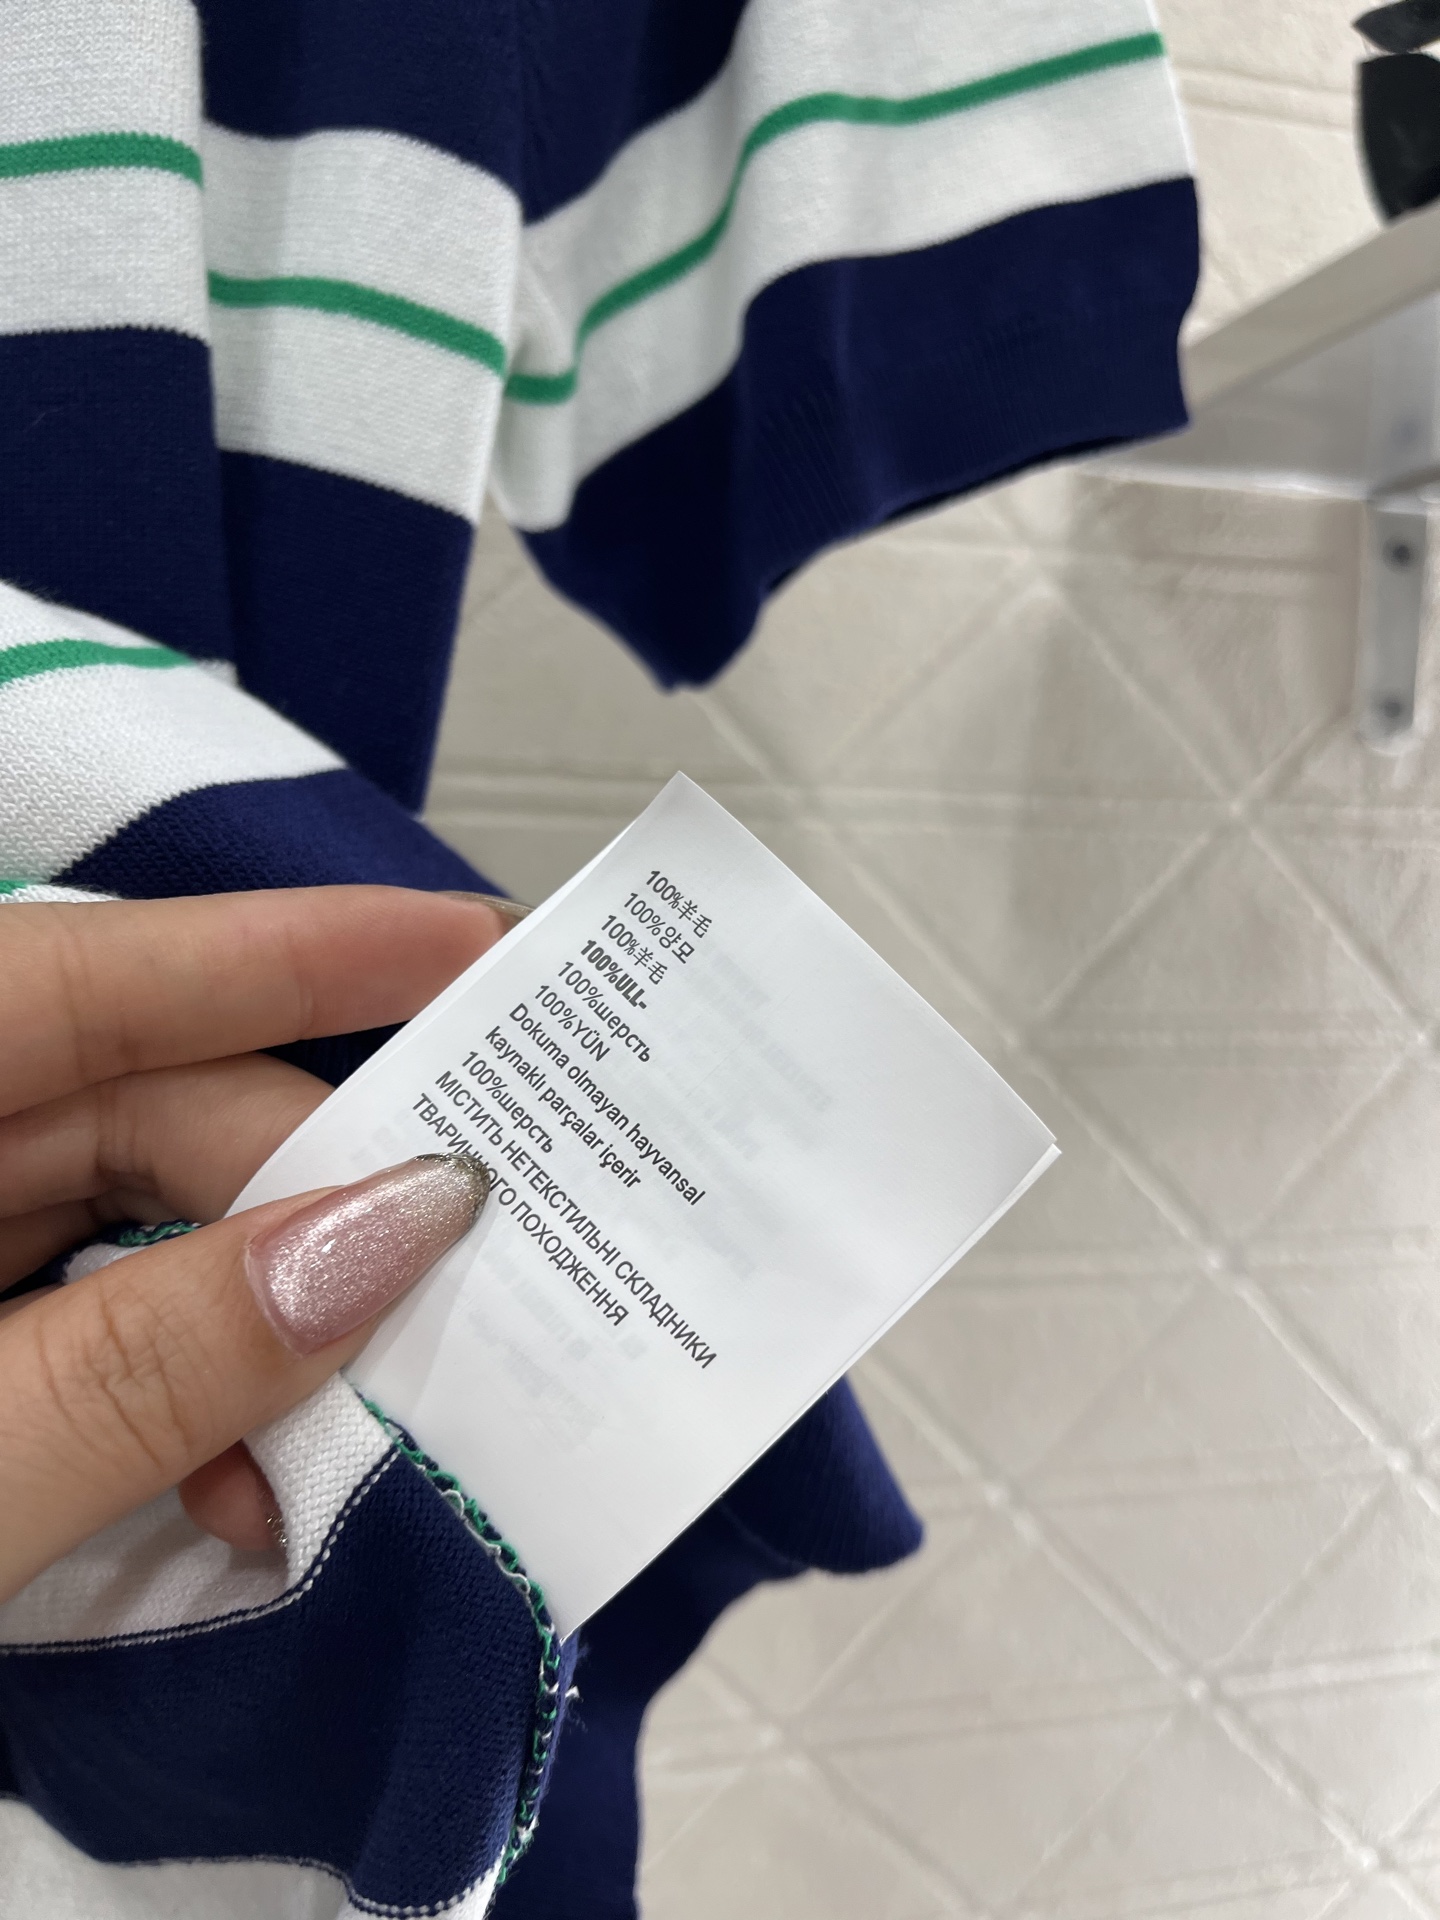 100%羊毛
100%양모
100%羊毛
100%ULL-
100%шерсть
100%YÜN
Dokuma olmayan hayvansal
kaynaklı parçalar içerir
100%шерсть
МІСТИТЬ НЕТЕКСТИЛЬНІ СКЛАДНИКИ
ТВАРИННОГО ПОХОДЖЕННЯ